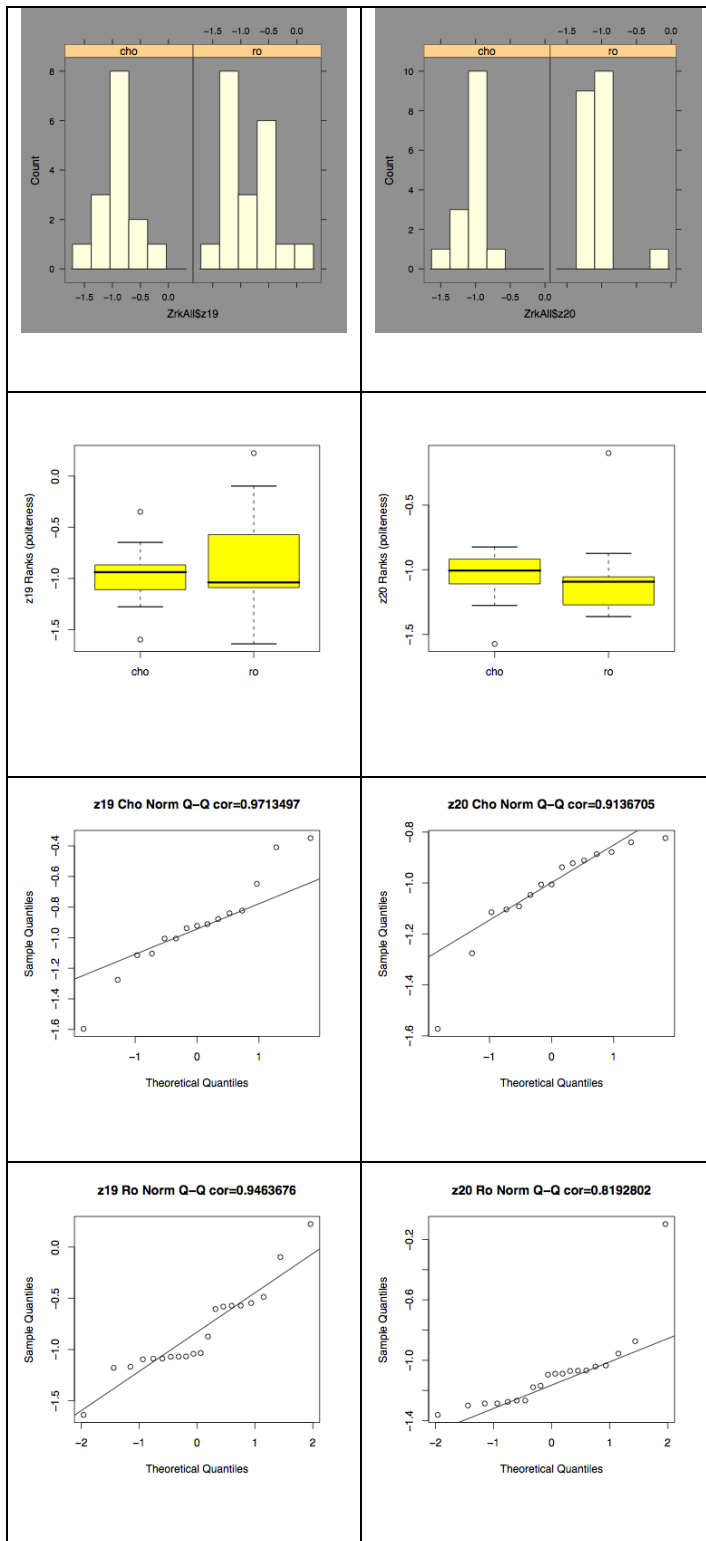 −1.5 −1.0 −0.5 0.0
cho ro
8
6
4
2
0
Count
−1.5 −1.0 −0.5 0.0
ZrkAll$z19
−1.5 −1.0 −0.5 0.0
cho ro
10
8
6
4
2
0
Count
−1.5 −1.0 −0.5 0.0
ZrkAll$z20
z19 Ranks (politeness)
0.0
−0.5
−1.0
−1.5
cho ro
z20 Ranks (politeness)
−0.5
−1.0
−1.5
cho ro
z19 Cho Norm Q−Q cor=0.9713497
Sample Quantiles
−0.4
−0.6
−0.8
−1.0
−1.2
−1.4
−1.6
−1 0 1
Theoretical Quantiles
z20 Cho Norm Q−Q cor=0.9136705
Sample Quantiles
−0.8
−1.0
−1.2
−1.4
−1.6
−1 0 1
Theoretical Quantiles
z19 Ro Norm Q−Q cor=0.9463676
Sample Quantiles
0.0
−0.5
−1.0
−1.5
−2 −1 0 1 2
Theoretical Quantiles
z20 Ro Norm Q−Q cor=0.8192802
Sample Quantiles
−0.2
−0.6
−1.0
−1.4
−2 −1 0 1 2
Theoretical Quantiles